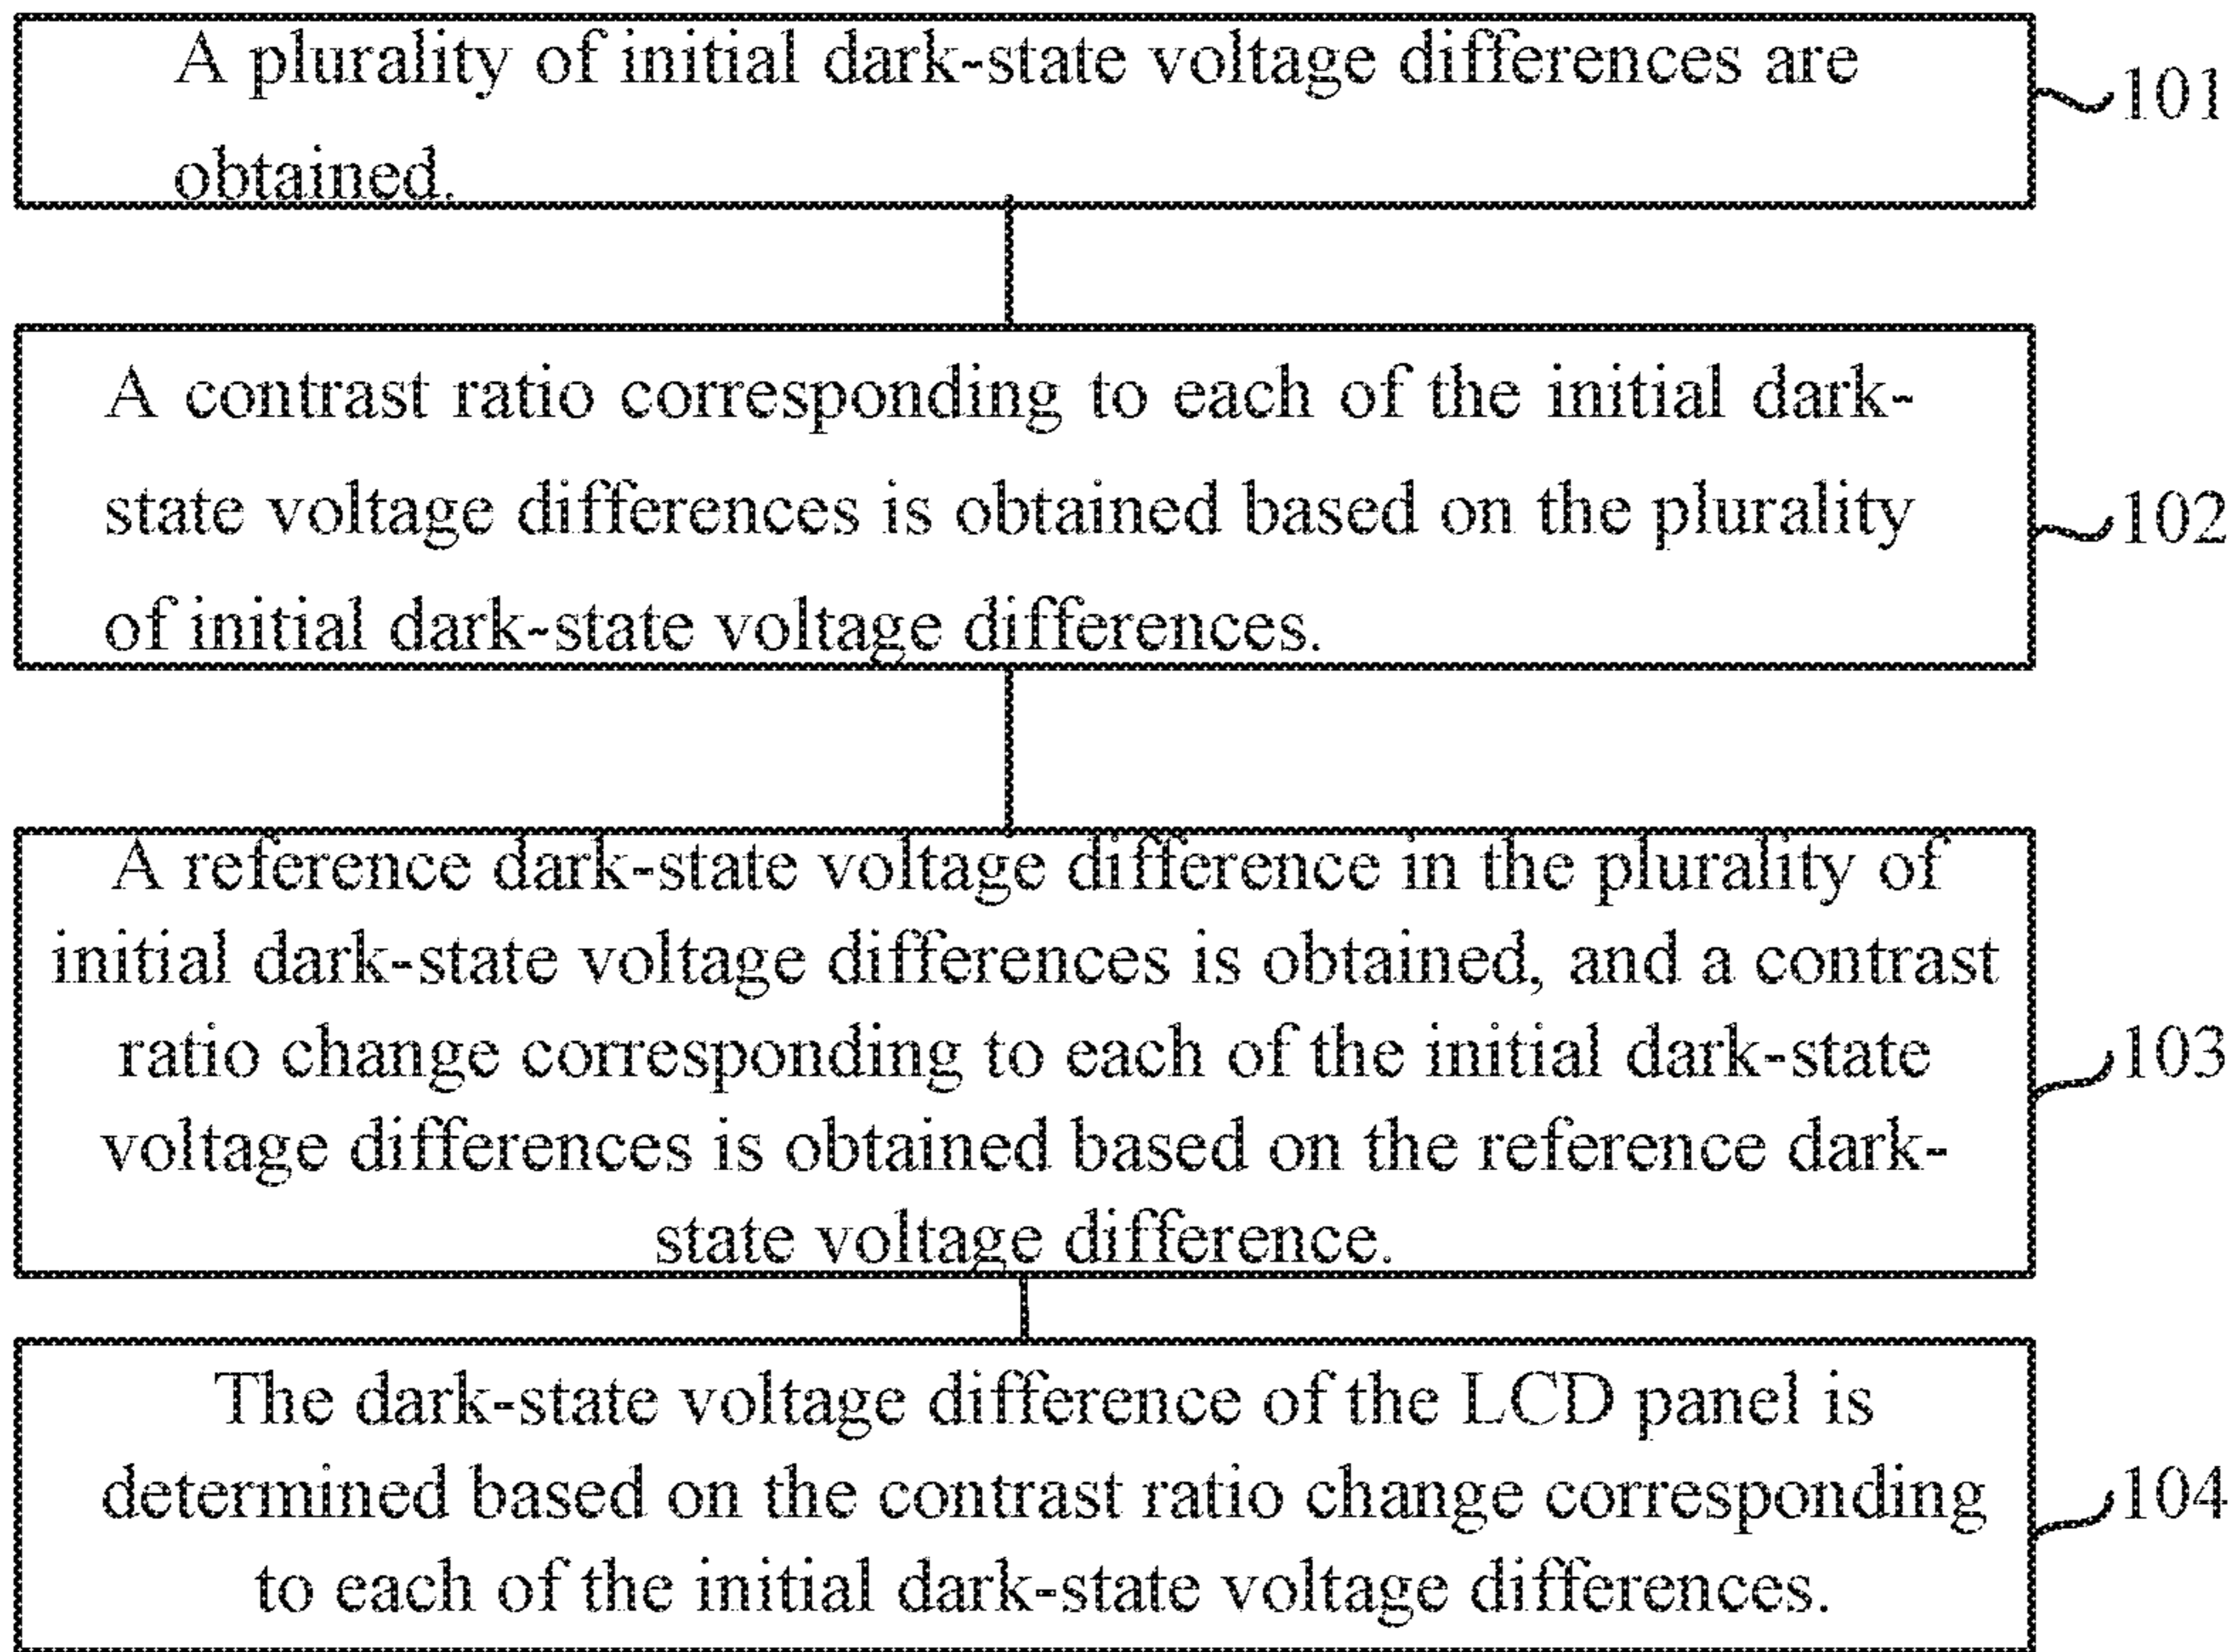 A plurality of initial dark-state voltage differences are
obtained.
101
A contrast ratio corresponding to each of the initial dark-
state voltage differences is obtained based on the plurality
of initial dark-state voltage differences.
102
A reference dark-state voltage difference in the plurality of
initial dark-state voltage differences is obtained, and a contrast
ratio change corresponding to each of the initial dark-state
voltage differences is obtained based on the reference dark-
state voltage difference.
103
The dark-state voltage difference of the LCD panel is
determined based on the contrast ratio change corresponding
to each of the initial dark-state voltage differences.
104